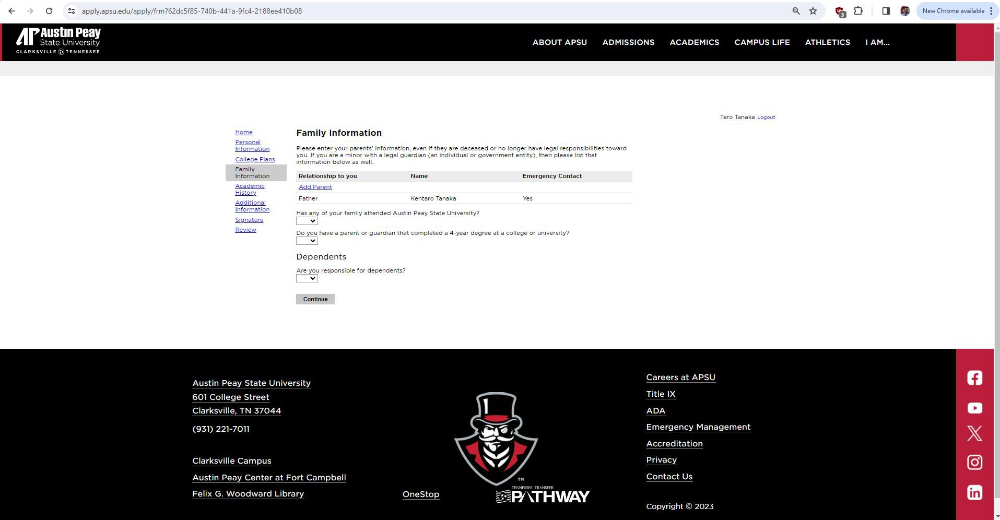 apply.apsu.edu/apply/frm?62dc5f85-740b-441a-9fc4-2188ee410b08
3
New Chrome available
AP Austin Peay
State University
CLARKSVILLE TENNESSEE
ABOUT APSU ADMISSIONS ACADEMICS CAMPUS LIFE ATHLETICS I AM...
Taro Tanaka Logout
Home
Personal
Information
College Plans
Family
Information
Academic
History
Additional
Information
Signature
Review
Family Information
Please enter your parents' information, even if they are deceased or no longer have legal responsibilities toward
you. If you are a minor with a legal guardian (an individual or government entity), then please list that
information below as well.
Relationship to you Name Emergency Contact
Add Parent
Father Kentaro Tanaka Yes
Has any of your family attended Austin Peay State University?
Do you have a parent or guardian that completed a 4-year degree at a college or university?
Dependents
Are you responsible for dependents?
Continue
Austin Peay State University
601 College Street
Clarksville, TN 37044
(931) 221-7011
Clarksville Campus
Austin Peay Center at Fort Campbell
Felix G. Woodward Library
OneStop
TM
TENNESSEE TRANSFER
PATHWAY
Careers at APSU
Title IX
ADA
Emergency Management
Accreditation
Privacy
Contact Us
Copyright © 2023